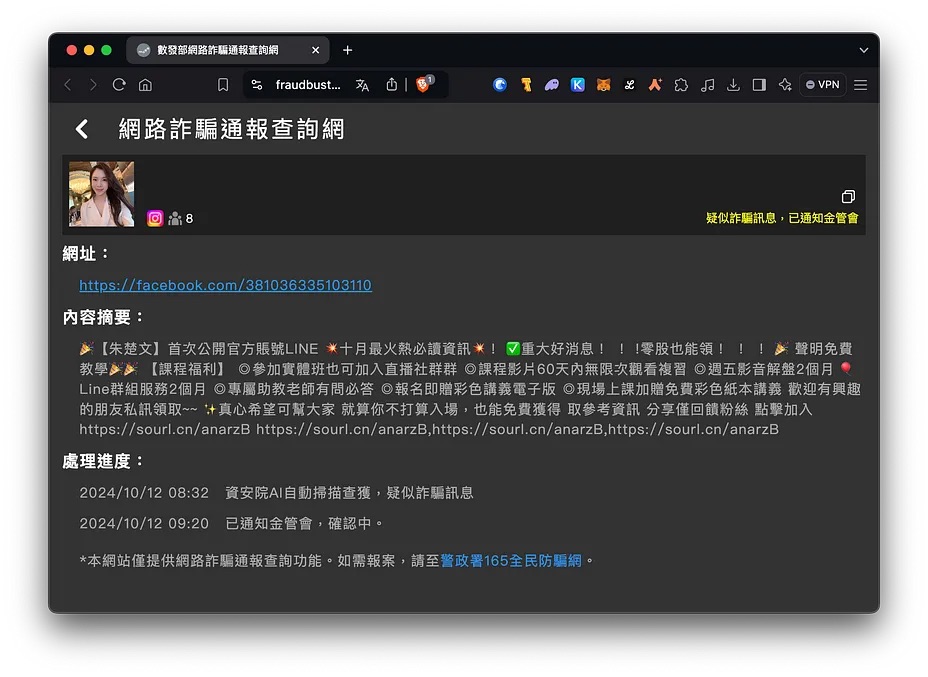 數發部網路詐騙通報查詢網
fraudbust...
1
VPN
網路詐騙通報查詢網
8
疑似詐騙訊息，已通知金管會
網址：
https://facebook.com/381036335103110
內容摘要：
🎉【朱楚文】首次公開官方賬號LINE 💥十月最火熱必讀資訊💥！ ✅重大好消息！ ！ !零股也能領！ ！ ！ 🎉 聲明免費
教學🎉🎉 【課程福利】 ◎參加實體班也可加入直播社群群 ◎課程影片60天內無限次觀看複習 ◎週五影音解盤2個月 🎈
Line群組服務2個月 ◎專屬助教老師有問必答 ◎報名即贈彩色講義電子版 ◎現場上課加贈免費彩色紙本講義 歡迎有興趣
的朋友私訊領取~~ ✨真心希望可幫大家 就算你不打算入場，也能免費獲得 取參考資訊 分享僅回饋粉絲 點擊加入
https://sourl.cn/anarzB https://sourl.cn/anarzB,https://sourl.cn/anarzB,https://sourl.cn/anarzB
處理進度：
2024/10/12 08:32 資安院AI自動掃描查獲，疑似詐騙訊息
2024/10/12 09:20 已通知金管會，確認中。
*本網站僅提供網路詐騙通報查詢功能。如需報案，請至警政署165全民防騙網。